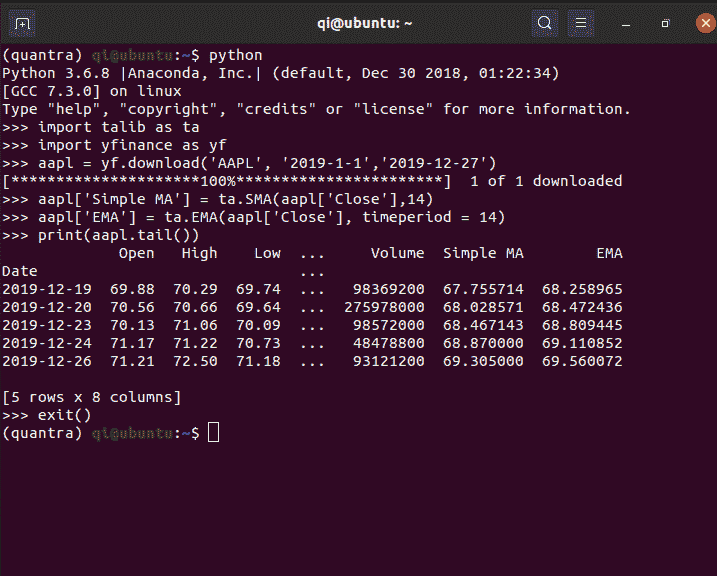 qi@ubuntu: ~
(quantra) qi@ubuntu:~$ python
Python 3.6.8 |Anaconda, Inc.| (default, Dec 30 2018, 01:22:34)
[GCC 7.3.0] on linux
Type "help", "copyright", "credits" or "license" for more information.
>>> import talib as ta
>>> import yfinance as yf
>>> aapl = yf.download('AAPL', '2019-1-1','2019-12-27')
[*********************100%***********************]  1 of 1 downloaded
>>> aapl['Simple MA'] = ta.SMA(aapl['Close'],14)
>>> aapl['EMA'] = ta.EMA(aapl['Close'], timeperiod = 14)
>>> print(aapl.tail())
             Open   High    Low  ...     Volume  Simple MA        EMA
Date                             ...
2019-12-19  69.88  70.29  69.74  ...   98369200  67.755714  68.258965
2019-12-20  70.56  70.66  69.64  ...  275978000  68.028571  68.472436
2019-12-23  70.13  71.06  70.09  ...   98572000  68.467143  68.809445
2019-12-24  71.17  71.22  70.73  ...   48478800  68.870000  69.110852
2019-12-26  71.21  72.50  71.18  ...   93121200  69.305000  69.560072
[5 rows x 8 columns]
>>> exit()
(quantra) qi@ubuntu:~$